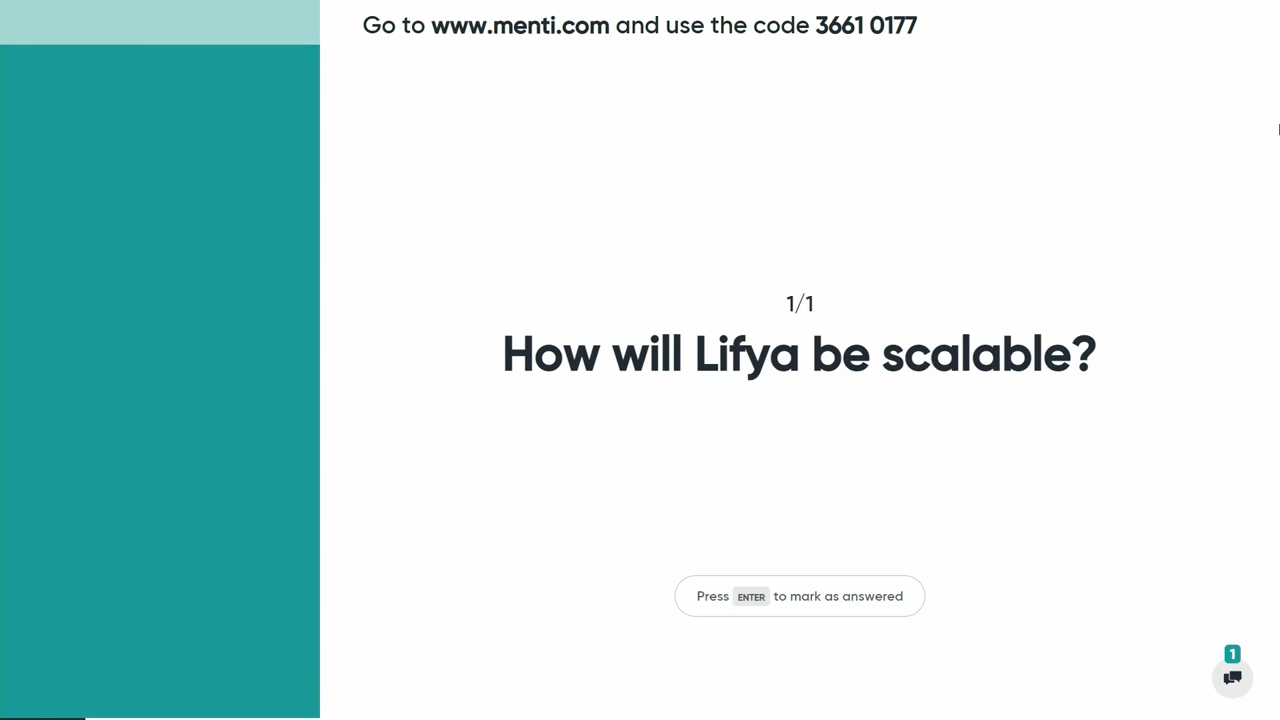 Go to www.menti.com and use the code 3661 0177
1/1
How will Lifya be scalable?
Press ENTER to mark as answered
1